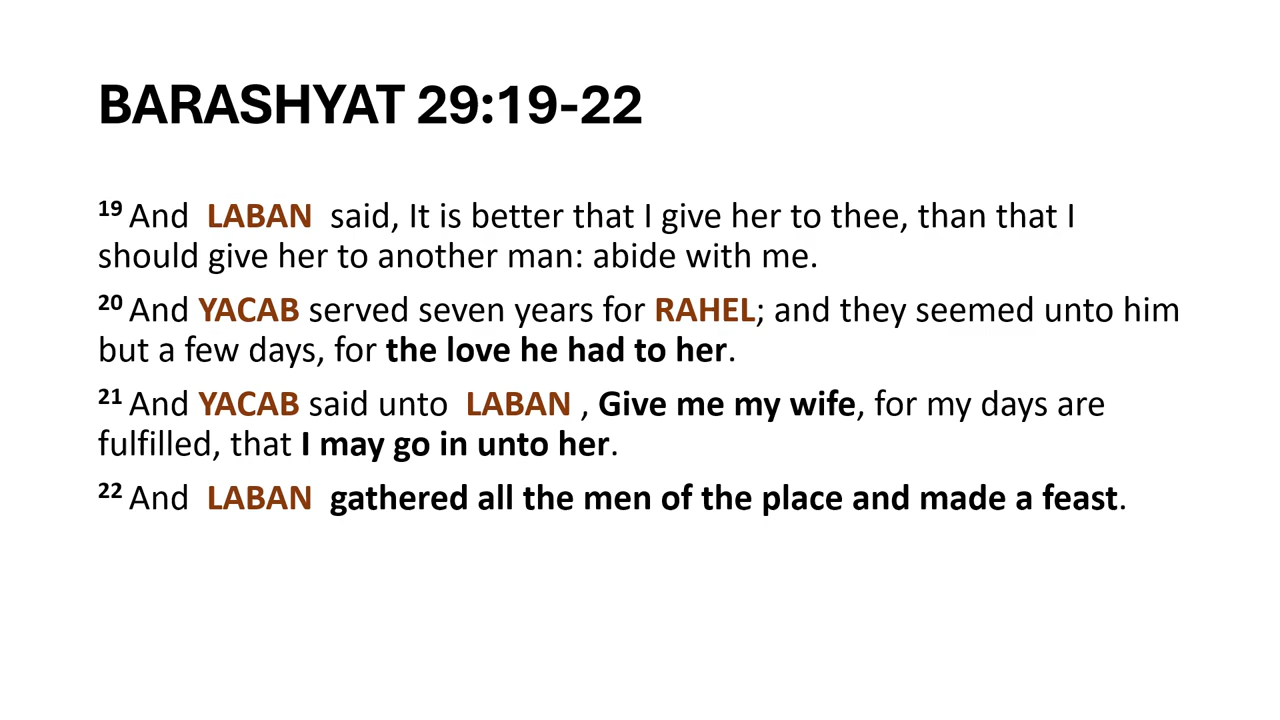 BARASHYAT 29:19-22
19 And LABAN said, It is better that I give her to thee, than that I
should give her to another man: abide with me.
20 And YACAB served seven years for RAHEL; and they seemed unto him
but a few days, for the love he had to her.
21 And YACAB said unto LABAN , Give me my wife, for my days are
fulfilled, that I may go in unto her.
22 And LABAN gathered all the men of the place and made a feast.